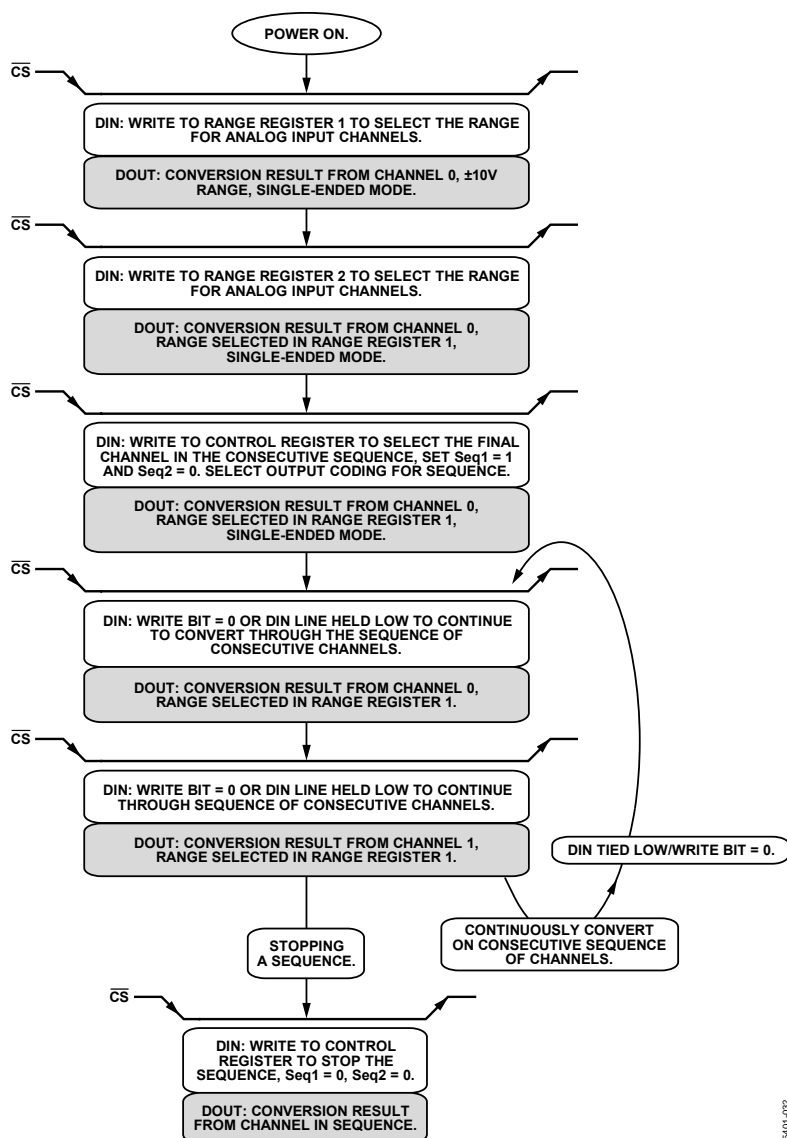 POWER ON.
CS
DIN: WRITE TO RANGE REGISTER 1 TO SELECT THE RANGE
FOR ANALOG INPUT CHANNELS.
DOUT: CONVERSION RESULT FROM CHANNEL 0, ±10V
RANGE, SINGLE-ENDED MODE.
CS
DIN: WRITE TO RANGE REGISTER 2 TO SELECT THE RANGE
FOR ANALOG INPUT CHANNELS.
DOUT: CONVERSION RESULT FROM CHANNEL 0,
RANGE SELECTED IN RANGE REGISTER 1,
SINGLE-ENDED MODE.
CS
DIN: WRITE TO CONTROL REGISTER TO SELECT THE FINAL
CHANNEL IN THE CONSECUTIVE SEQUENCE, SET Seq1 = 1
AND Seq2 = 0. SELECT OUTPUT CODING FOR SEQUENCE.
DOUT: CONVERSION RESULT FROM CHANNEL 0,
RANGE SELECTED IN RANGE REGISTER 1,
SINGLE-ENDED MODE.
CS
DIN: WRITE BIT = 0 OR DIN LINE HELD LOW TO CONTINUE
TO CONVERT THROUGH THE SEQUENCE OF
CONSECUTIVE CHANNELS.
DOUT: CONVERSION RESULT FROM CHANNEL 0,
RANGE SELECTED IN RANGE REGISTER 1.
CS
DIN: WRITE BIT = 0 OR DIN LINE HELD LOW TO CONTINUE
THROUGH SEQUENCE OF CONSECUTIVE CHANNELS.
DOUT: CONVERSION RESULT FROM CHANNEL 1,
RANGE SELECTED IN RANGE REGISTER 1.
DIN TIED LOW/WRITE BIT = 0.
CONTINUOUSLY CONVERT
ON CONSECUTIVE SEQUENCE
OF CHANNELS.
STOPPING
A SEQUENCE.
CS
DIN: WRITE TO CONTROL
REGISTER TO STOP THE
SEQUENCE, Seq1 = 0, Seq2 = 0.
DOUT: CONVERSION RESULT
FROM CHANNEL IN SEQUENCE.